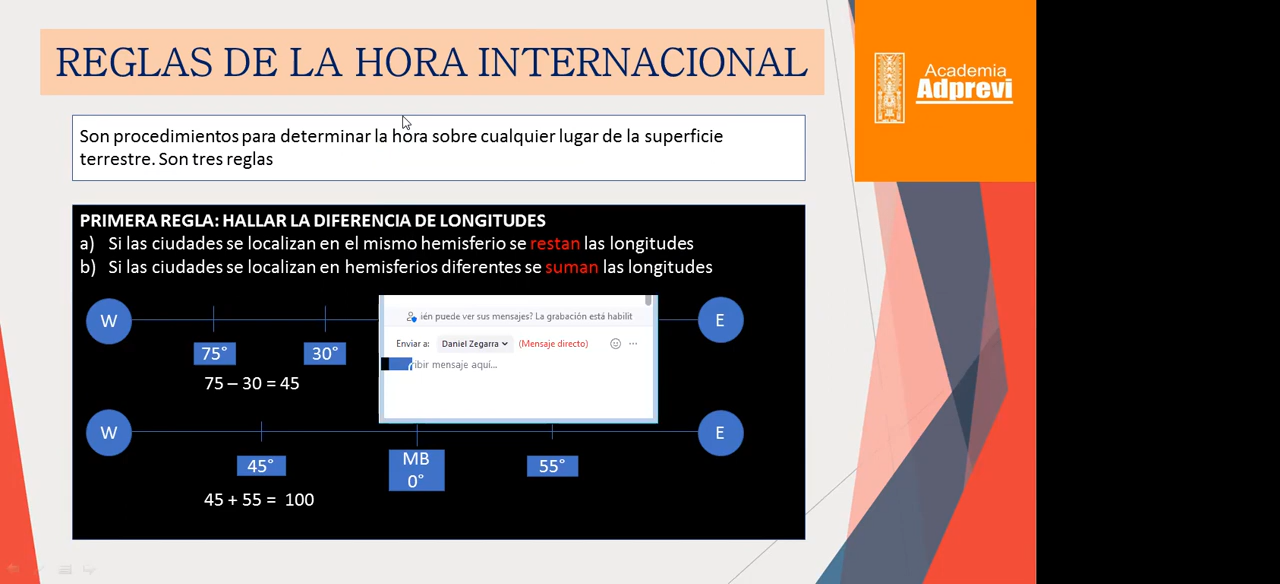 REGLAS DE LA HORA INTERNACIONAL
Academia
Adprevi
Son procedimientos para determinar la hora sobre cualquier lugar de la superficie
terrestre. Son tres reglas
PRIMERA REGLA: HALLAR LA DIFERENCIA DE LONGITUDES
a) Si las ciudades se localizan en el mismo hemisferio se restan las longitudes
b) Si las ciudades se localizan en hemisferios diferentes se suman las longitudes
W
E
75°
30°
75 – 30 = 45
ién puede ver sus mensajes? La grabación está habilit
Enviar a: Daniel Zegarra (Mensaje directo)
ribir mensaje aquí...
W
E
45°
MB
0°
55°
45 + 55 = 100